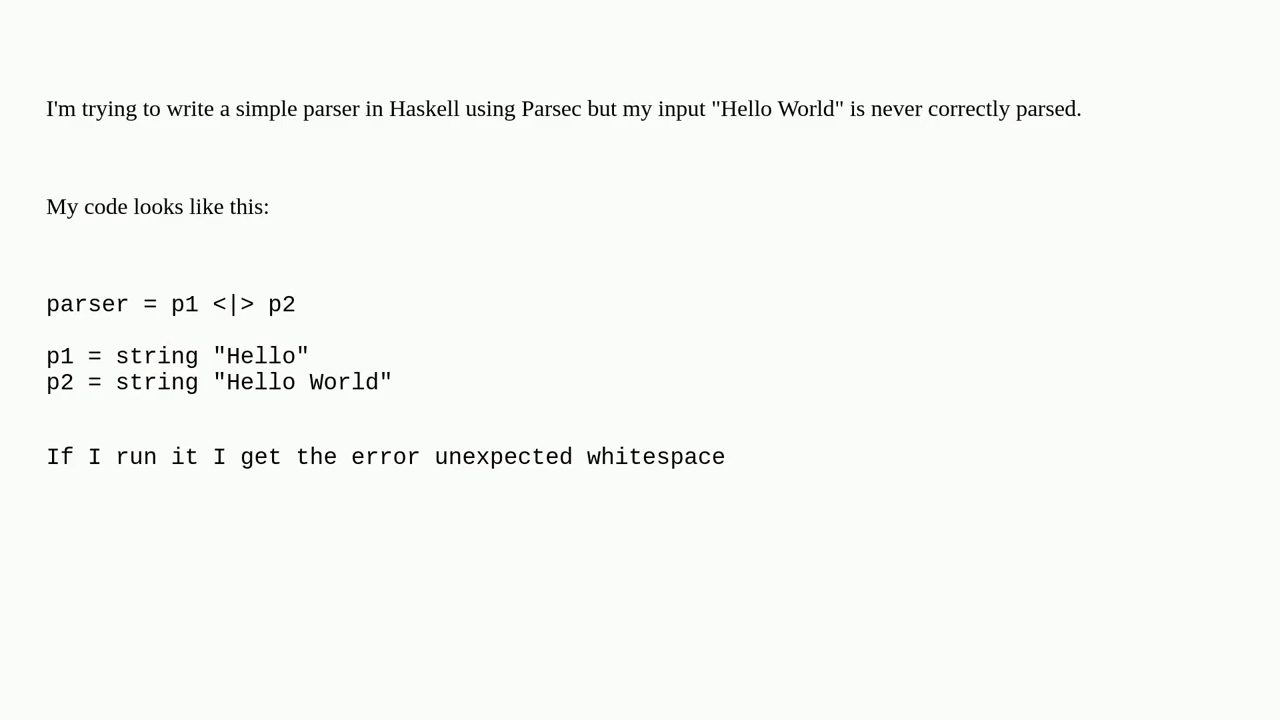 I'm trying to write a simple parser in Haskell using Parsec but my input "Hello World" is never correctly parsed.
My code looks like this:
parser = p1 <|> p2
p1 = string "Hello"
p2 = string "Hello World"
If I run it I get the error unexpected whitespace